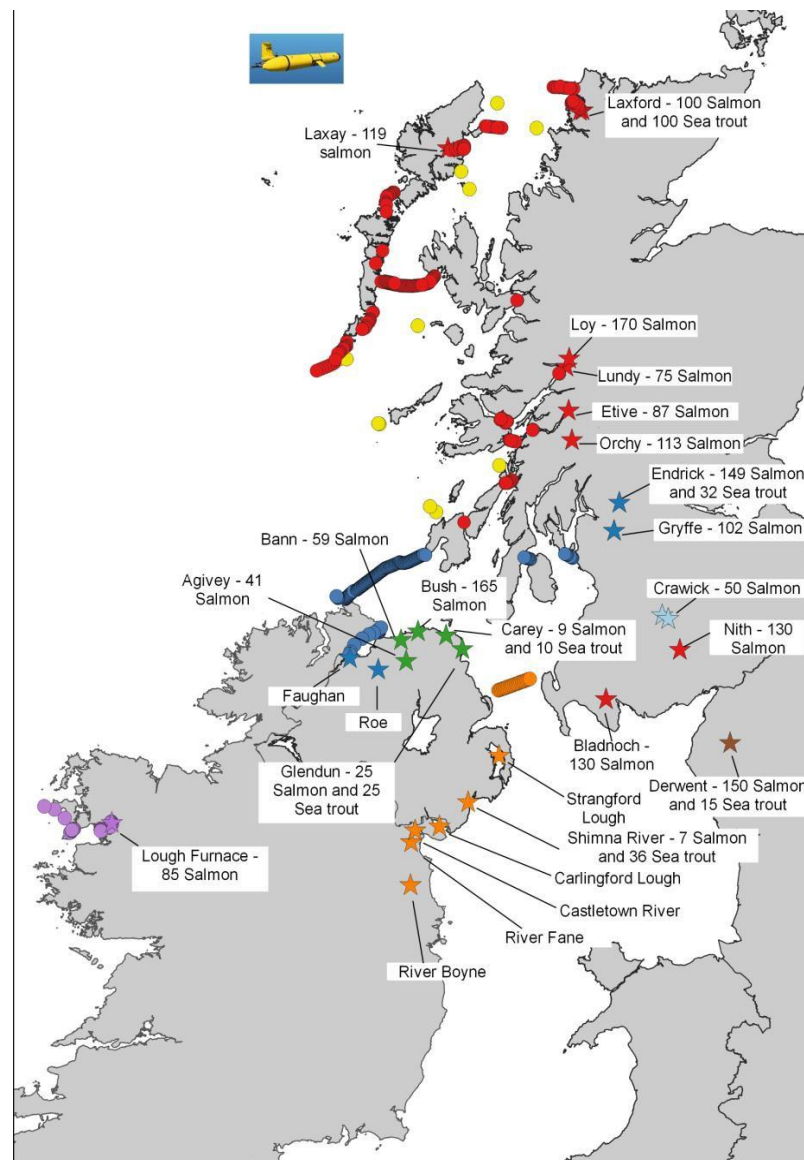 Laxford - 100 Salmon
and 100 Sea trout
Laxay - 119
salmon
Loy - 170 Salmon
Lundy - 75 Salmon
Etive - 87 Salmon
Orchy - 113 Salmon
Endrick - 149 Salmon
and 32 Sea trout
Gryffe - 102 Salmon
Bann - 59 Salmon
Agivey - 41
Salmon
Bush - 165
Salmon
Crawick - 50 Salmon
Carey - 9 Salmon
and 10 Sea trout
Nith - 130
Salmon
Faughan
Roe
Bladnoch -
130 Salmon
Glendun - 25
Salmon and 25
Sea trout
Strangford
Lough
Derwent - 150 Salmon
and 15 Sea trout
Shimna River - 7 Salmon
and 36 Sea trout
Lough Furnace -
85 Salmon
Carlingford Lough
Castletown River
River Fane
River Boyne